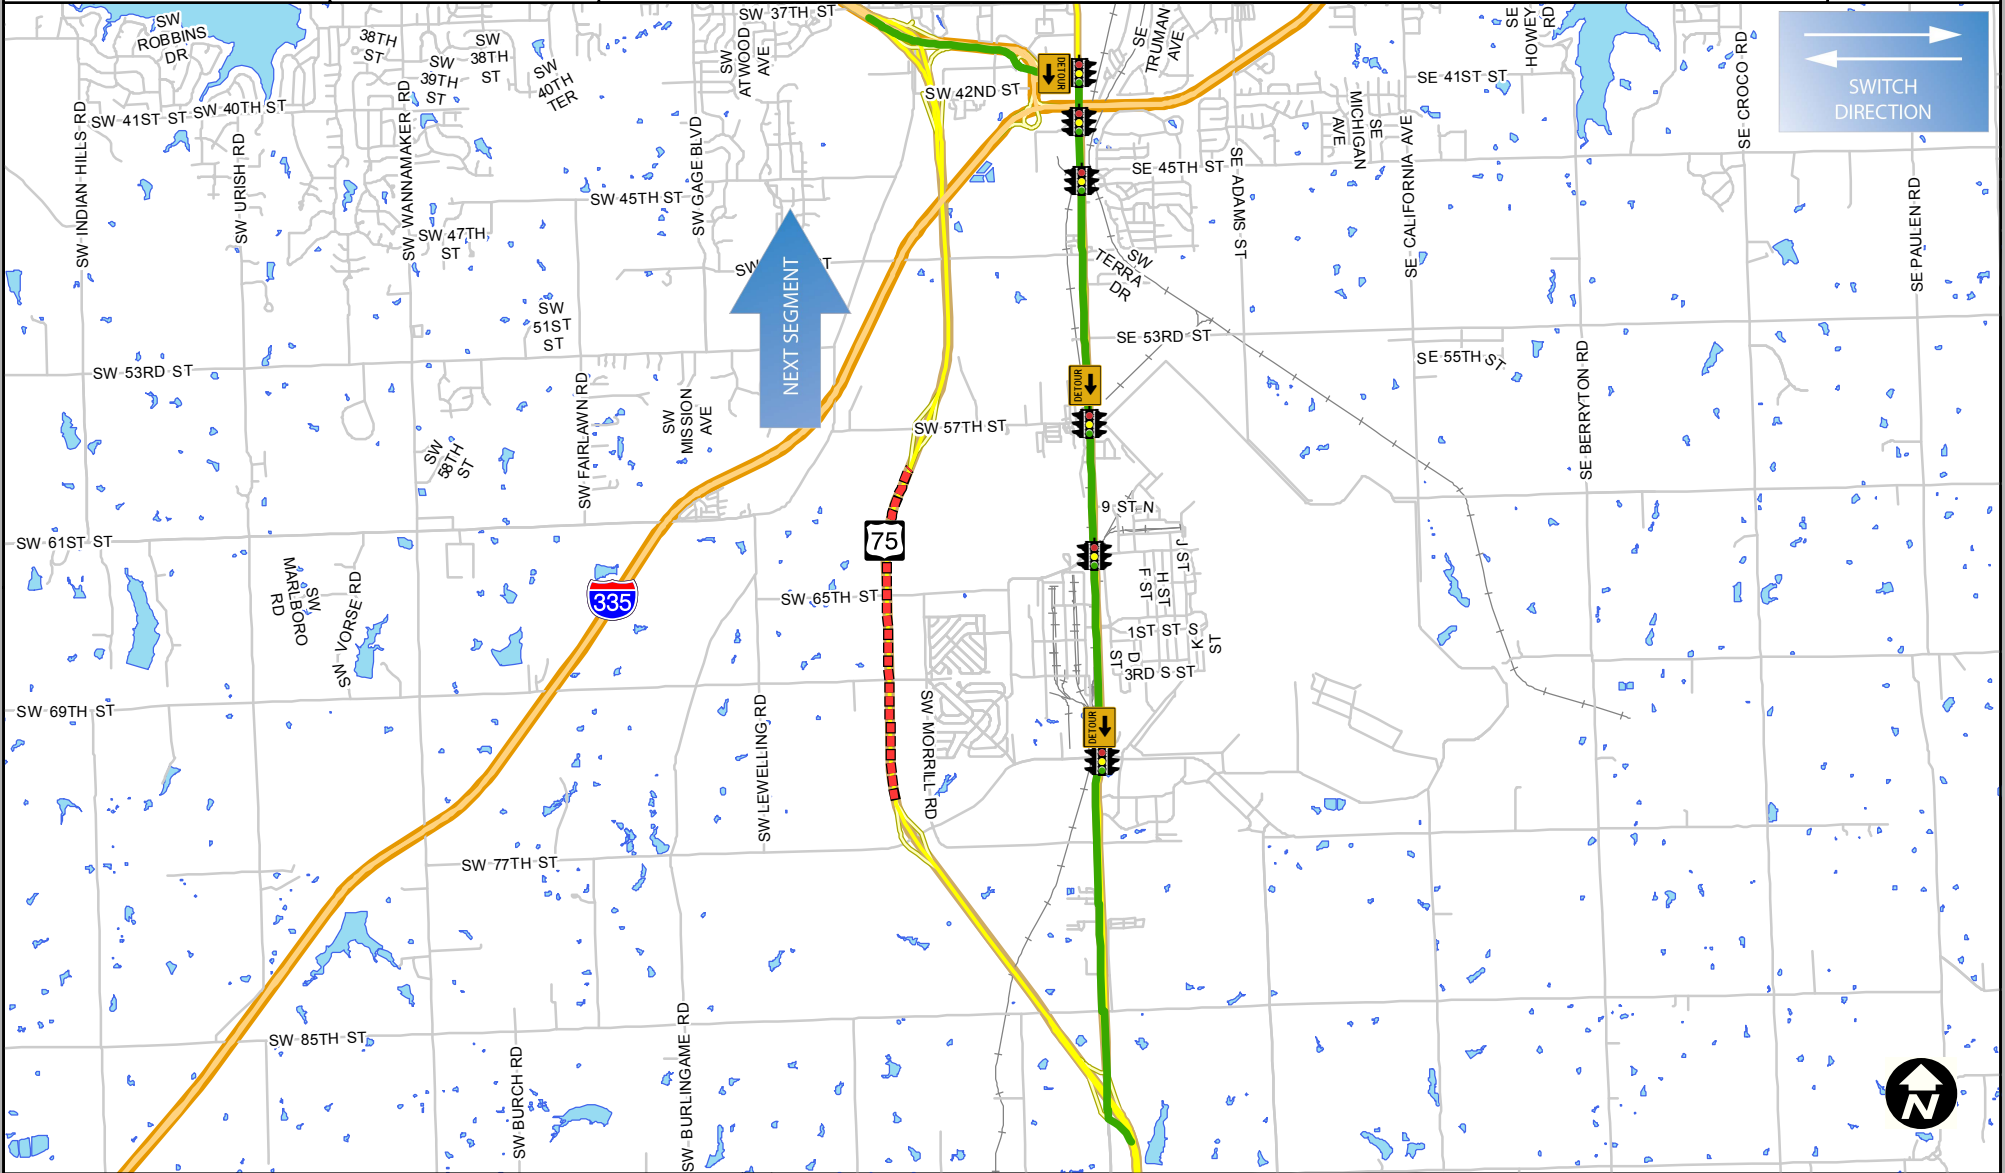 SW 37TH ST
SW
ROBBINS
DR
38TH
ST
SW
38TH
ST
SW
39TH
ST
SW
40TH
TER
SW
ATWOOD
AVE
SE
TRUMAN
AVE
SE
HOWEY
RD
SE CROCO RD
SWITCH
DIRECTION
SE 41ST ST
SW 42ND ST
DETOUR
SW 41ST ST
SW 40TH ST
SW INDIAN HILLS RD
SW URISH RD
SW WANNAMAKER RD
SW GAGE BLVD
SE
MICHIGAN
AVE
SE CALIFORNIA AVE
SE ADAMS ST
SE 45TH ST
SW 45TH ST
SE PAULEN RD
SW 47TH
ST
SW
TERRA
DR
SW
T
NEXT SEGMENT
SW
51ST
ST
SE 53RD ST
SE 55TH ST
SE BERRYTON RD
SW 53RD ST
DETOUR
SW FAIRLAWN RD
SW
MISSION
AVE
SW 57TH ST
SW
58TH
ST
9 ST N
SW 61ST ST
75
J ST
H ST
F ST
335
SW 65TH ST
SW
MARLBORO
RD
SW VORSE RD
1ST ST S
K ST
D ST
3RD S ST
SW 69TH ST
SW MORRILL RD
SW LEWELLING RD
DETOUR
SW 77TH ST
SW 85TH ST
SW BURCH RD
SW BURLINGAME RD
N